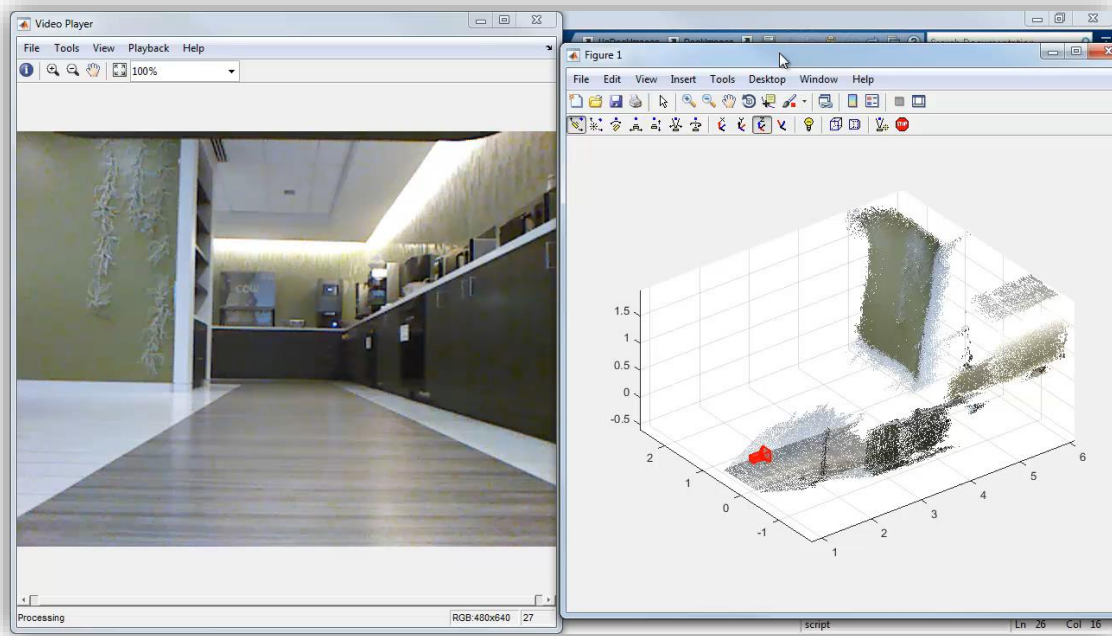 Video Player
File Tools View Playback Help
100%
COW
Processing
RGB:480x640 27
Figure 1
File Edit View Insert Tools Desktop Window Help
STOP
1.5
1
0.5
0
-0.5
2
1
0
-1
1
2
3
4
5
6
script
Ln 26 Col 16